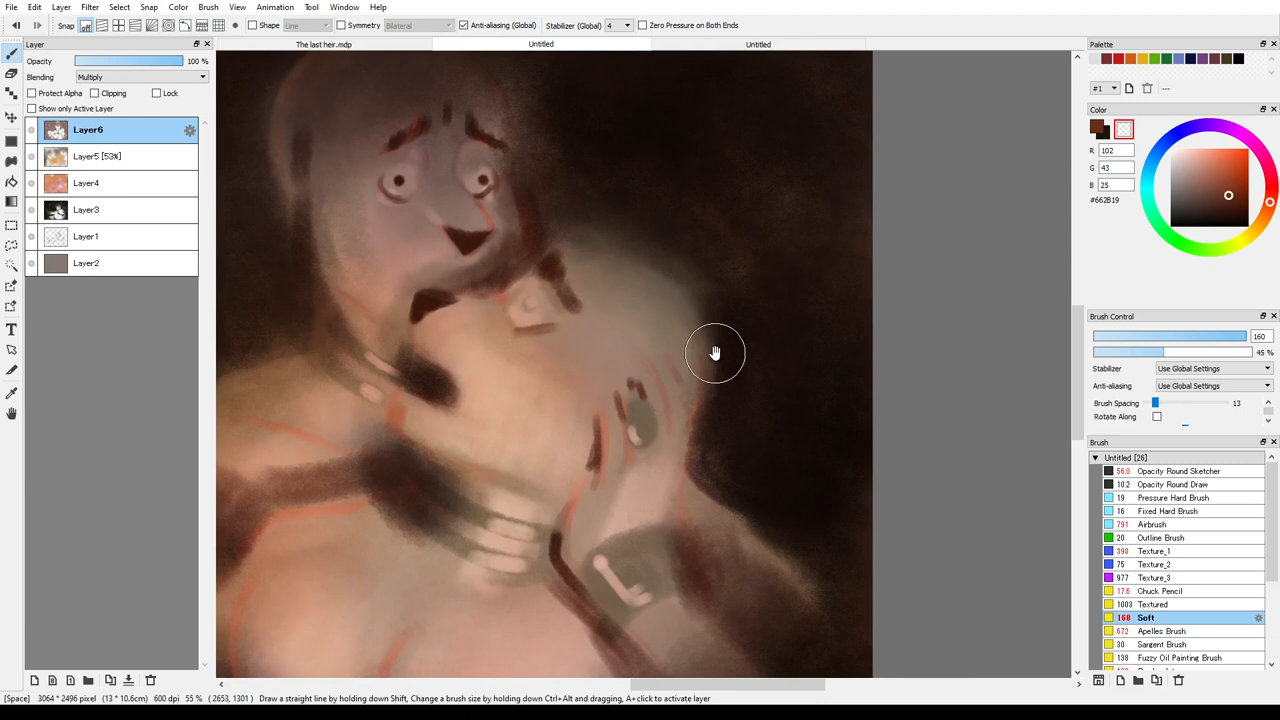 File Edit Layer Filter Select Snap Color Brush View Animation Tool Window Help
Snap off Shape Line Symmetry Bilateral Anti-aliasing (Global) Stabilizer (Global) 4 Zero Pressure on Both Ends
Layer
The last heir.mdp Untitled Untitled
Opacity 100 %
Blending Multiply
Protect Alpha Clipping Lock
Show only Active Layer
Layer6
Layer5 [53%]
Layer4
Layer3
Layer1
Layer2
Palette
#1 ---
Color
R 102
G 43
B 25
#662B19
Brush Control
160
45 %
Stabilizer Use Global Settings
Anti-aliasing Use Global Settings
Brush Spacing 13
Rotate Along
Brush
Untitled [26]
56.0 Opacity Round Sketcher
10.2 Opacity Round Draw
19 Pressure Hard Brush
16 Fixed Hard Brush
791 Airbrush
20 Outline Brush
398 Texture_1
75 Texture_2
977 Texture_3
17.6 Chuck Pencil
1003 Textured
160 Soft
672 Apelles Brush
30 Sargent Brush
138 Fuzzy Oil Painting Brush
[Space] 3064 * 2496 pixel (13 * 10.6cm) 600 dpi 55 % ( 2653, 1301 ) Draw a straight line by holding down Shift, Change a brush size by holding down Ctrl+Alt and dragging, A+click to activate layer